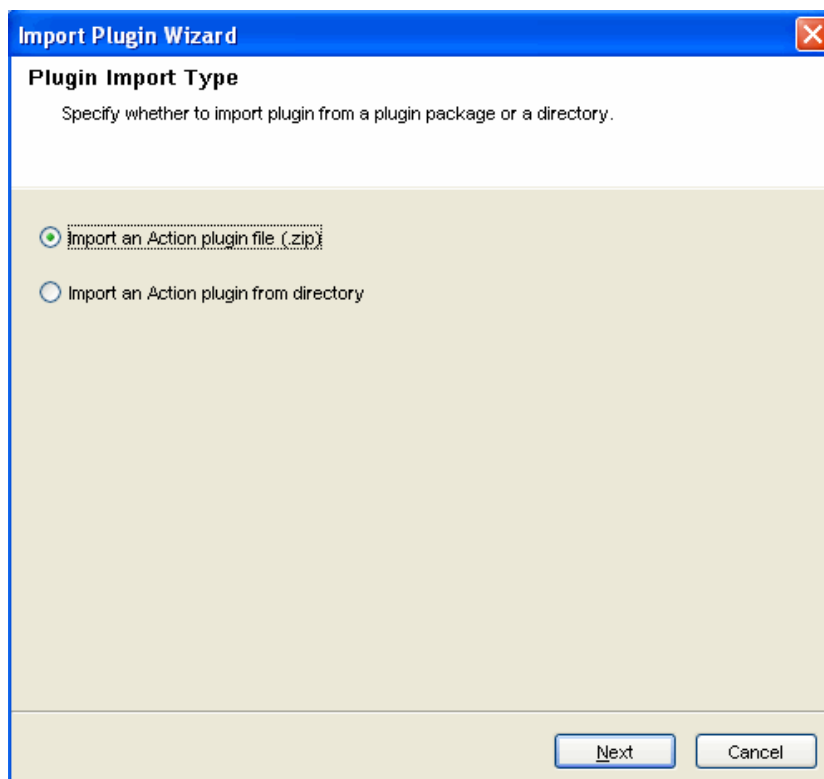 Import Plugin Wizard
Plugin Import Type
Specify whether to import plugin from a plugin package or a directory.
Import an Action plugin file (.zip)
Import an Action plugin from directory
Next
Cancel